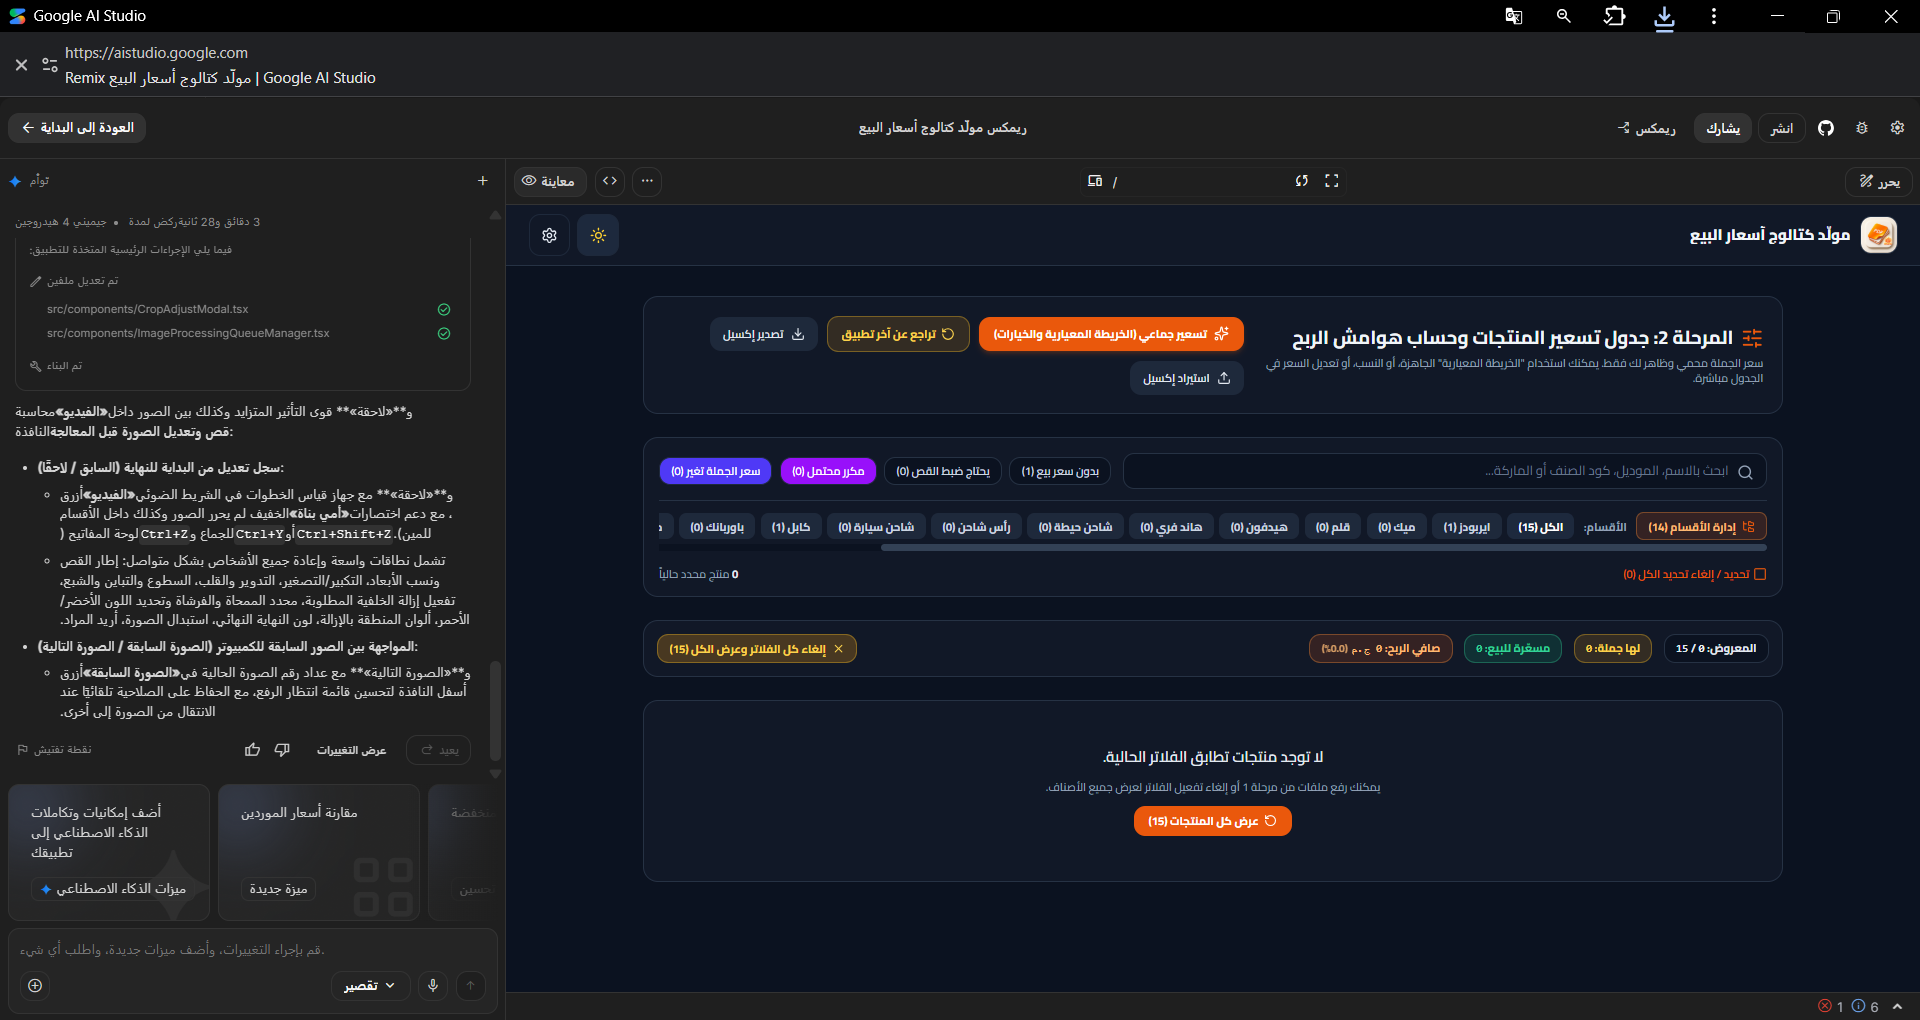 Google AI Studio
https://aistudio.google.com
Remix مولّد كتالوج أسعار البيع | Google AI Studio
العودة إلى البداية
ريمكس مولّد كتالوج أسعار البيع
ريمكس
يشارك
انشر
توأم
معاينة
/
يحرر
جيميني 4 هيدروجين • ركض لمدة 3 دقائق و28 ثانية
فيما يلي الإجراءات الرئيسية المتخذة للتطبيق:
تم تعديل ملفين
src/components/CropAdjustModal.tsx
src/components/ImageProcessingQueueManager.tsx
تم البناء
محاسبة«الفيديو»و**«لاحقة»** قوى التأثير المتزايد وكذلك بين الصور داخل
النافذةقص وتعديل الصورة قبل المعالجة:
سجل تعديل من البداية للنهاية (السابق / لاحقًا):
أزرق«الفيديو»و**«لاحقة»** مع جهاز قياس الخطوات في الشريط الضوئي
الخفيف لم يحرر الصور وكذلك داخل الأقسام«أمي بناة»، مع دعم اختصارات
لوحة المفاتيح (Ctrl+Z وCtrl+Y للجماع أو Ctrl+Shift+Z للمين).
تشمل نطاقات واسعة وإعادة جميع الأشخاص بشكل متواصل: إطار القص
ونسب الأبعاد، التكبير/التصغير، التدوير والقلب، السطوع والتباين والشبع،
تفعيل إزالة الخلفية المطلوبة، محدد الممحاة والفرشاة وتحديد اللون الأخضر/
الأحمر، ألوان المنطقة بالإزالة، لون النهاية النهائي، استبدال الصورة، أريد المراد.
المواجهة بين الصور السابقة للكمبيوتر (الصورة السابقة / الصورة التالية):
أزرق«الصورة السابقة»و**«الصورة التالية»** مع عداد رقم الصورة الحالية في
أسفل النافذة لتحسين قائمة انتظار الرفع، مع الحفاظ على الصلاحية تلقائيًا عند
الانتقال من الصورة إلى أخرى.
نقطة تفتيش
عرض التغييرات
يعيد
أضف إمكانيات وتكاملات
الذكاء الاصطناعي إلى
تطبيقك
ميزات الذكاء الاصطناعي
مقارنة أسعار الموردين
ميزة جديدة
قم بإجراء التغييرات، وأضف ميزات جديدة، واطلب أي شيء.
تقصير
مولّد كتالوج أسعار البيع
المرحلة 2: جدول تسعير المنتجات وحساب هوامش الربح
سعر الجملة محمي وظاهر لك فقط. يمكنك استخدام "الخريطة المعيارية" الجاهزة، أو النسب، أو تعديل السعر في
الجدول مباشرة.
تسعير جماعي (الخريطة المعيارية والخيارات)
تراجع عن آخر تطبيق
تصدير إكسيل
استيراد إكسيل
ابحث بالاسم، الموديل، كود الصنف أو الماركة...
بدون سعر بيع (1)
يحتاج ضبط القص (0)
مكرر محتمل (0)
سعر الجملة تغير (0)
إدارة الأقسام (14)
الأقسام:
الكل (15)
ايربودز (1)
ميك (0)
قلم (0)
هيدفون (0)
هاند فري (0)
شاحن حيطة (0)
رأس شاحن (0)
شاحن سيارة (0)
كابل (1)
باوربانك (0)
تحديد / إلغاء تحديد الكل (0)
0 منتج محدد حالياً
المعروض: 0 / 15
لها جملة: 0
مسعّرة للبيع: 0
صافي الربح: 0 ج.م (0.0%)
إلغاء كل الفلاتر وعرض الكل (15)
لا توجد منتجات تطابق الفلاتر الحالية.
يمكنك رفع ملفات من مرحلة 1 أو إلغاء تفعيل الفلاتر لعرض جميع الأصناف.
عرض كل المنتجات (15)
1
6